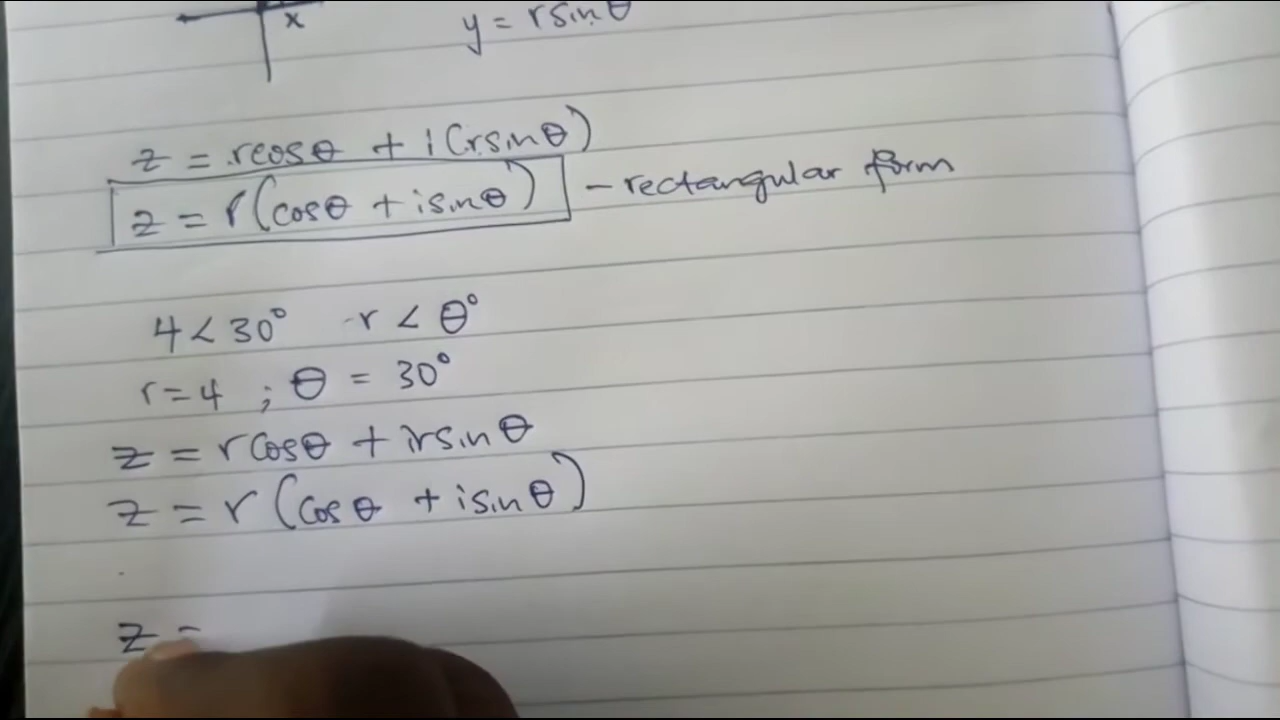 x y = rsinθ
z = rcosθ + i(rsinθ)
z = r(cosθ + isinθ) - rectangular form
4<30° r < θ°
r=4 ; θ = 30°
z = rcosθ + irsinθ
z = r(cosθ + isinθ)
z =